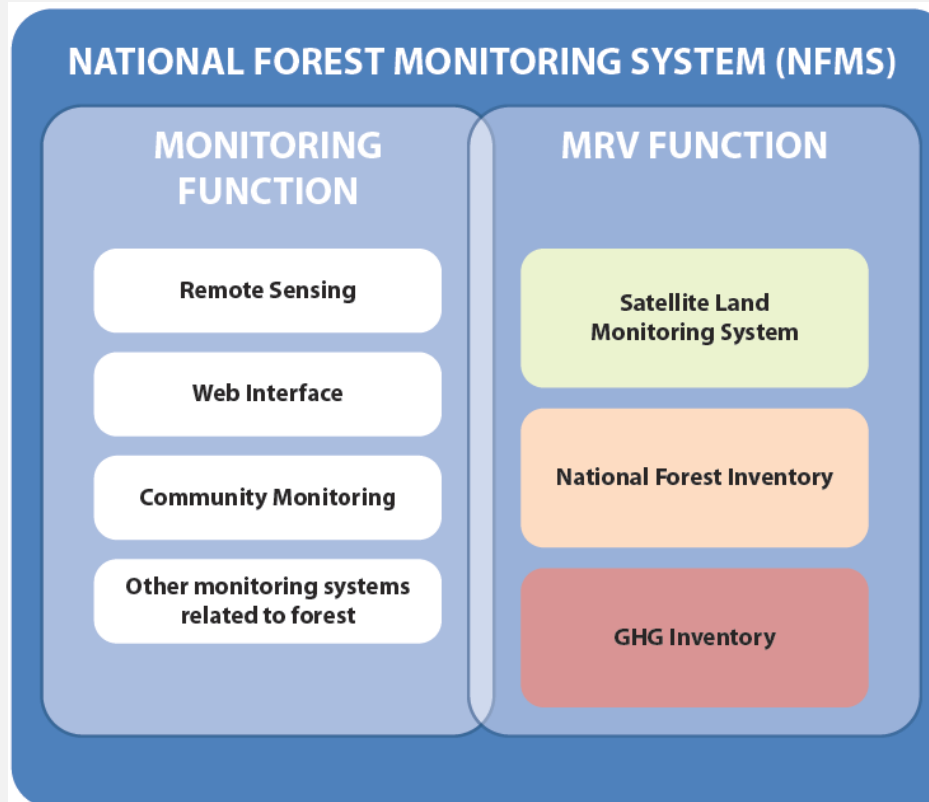 NATIONAL FOREST MONITORING SYSTEM (NFMS)
MONITORING
FUNCTION
Remote Sensing
Web Interface
Community Monitoring
Other monitoring systems
related to forest
MRV FUNCTION
Satellite Land
Monitoring System
National Forest Inventory
GHG Inventory